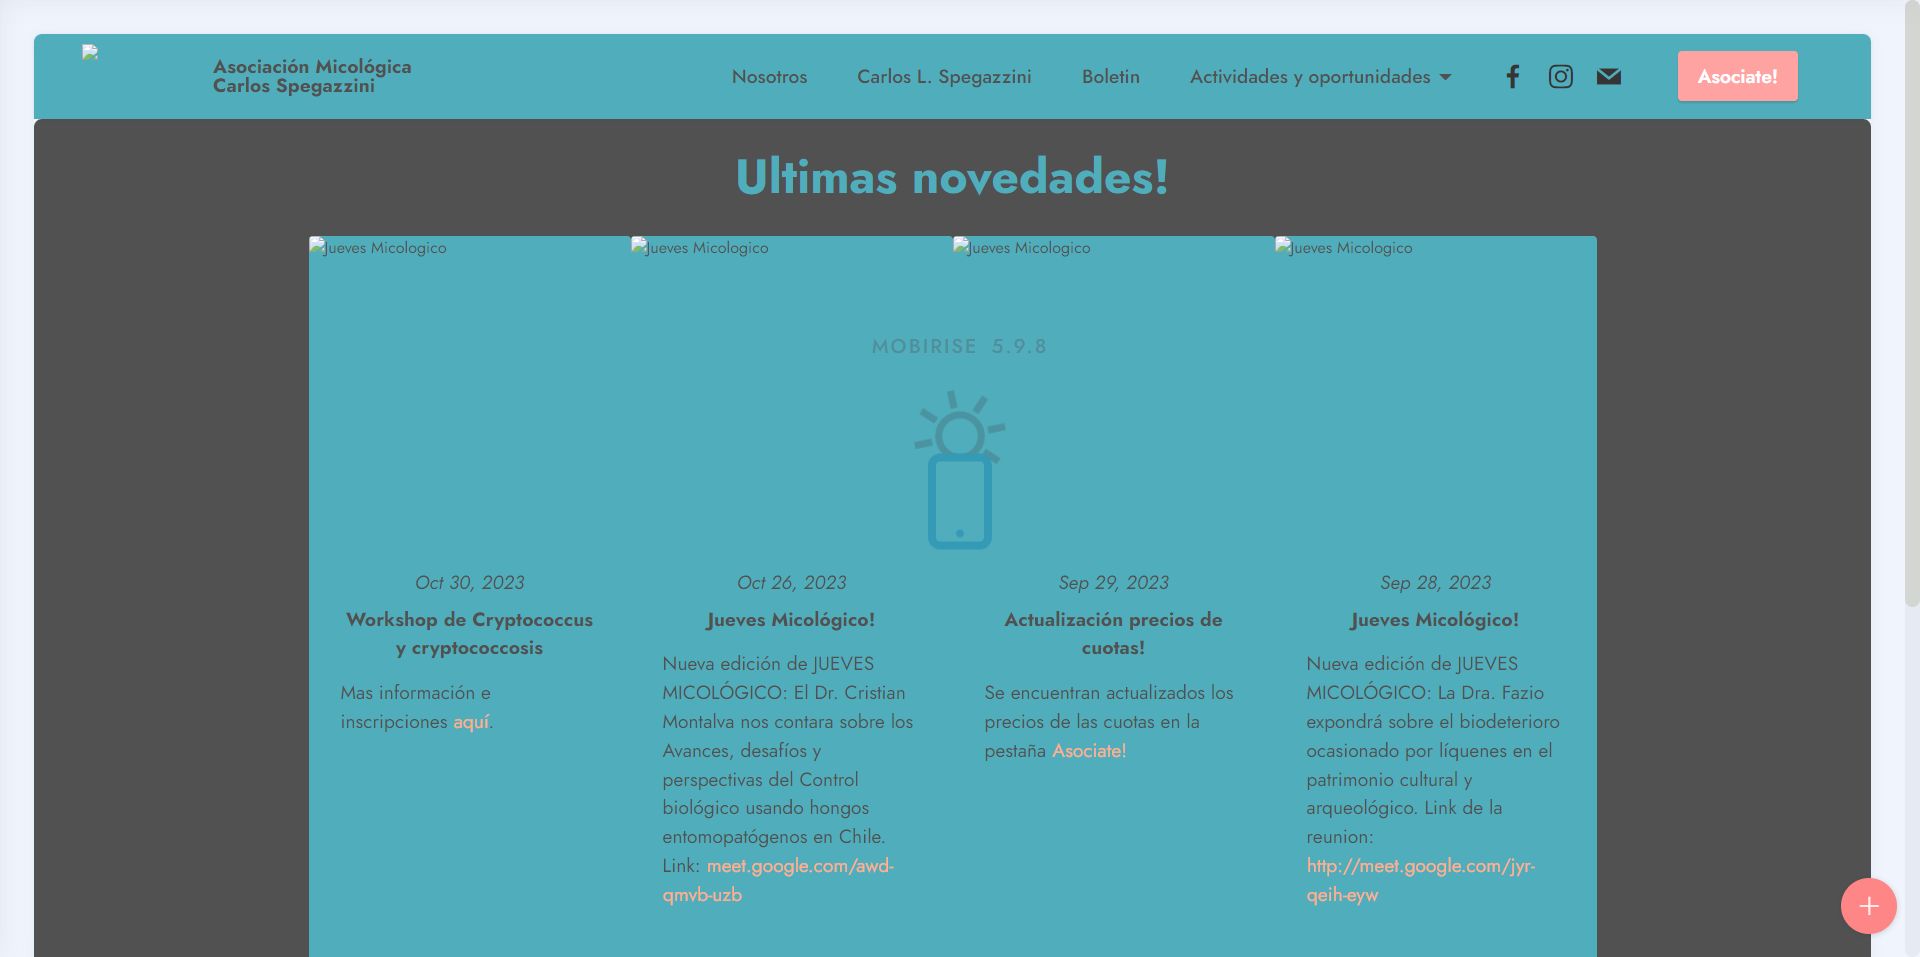 Asociación Micológica
Carlos Spegazzini
Nosotros
Carlos L. Spegazzini
Boletin
Actividades y oportunidades
Asociate!
Ultimas novedades!
Jueves Micologico
Jueves Micologico
Jueves Micologico
Jueves Micologico
MOBIRISE 5.9.8
Oct 30, 2023
Workshop de Cryptococcus
y cryptococcosis
Mas información e
inscripciones aquí.
Oct 26, 2023
Jueves Micológico!
Nueva edición de JUEVES
MICOLÓGICO: El Dr. Cristian
Montalva nos contara sobre los
Avances, desafíos y
perspectivas del Control
biológico usando hongos
entomopatógenos en Chile.
Link: meet.google.com/awd-
qmvb-uzb
Sep 29, 2023
Actualización precios de
cuotas!
Se encuentran actualizados los
precios de las cuotas en la
pestaña Asociate!
Sep 28, 2023
Jueves Micológico!
Nueva edición de JUEVES
MICOLÓGICO: La Dra. Fazio
expondrá sobre el biodeterioro
ocasionado por líquenes en el
patrimonio cultural y
arqueológico. Link de la
reunion:
http://meet.google.com/jyr-
qeih-eyw